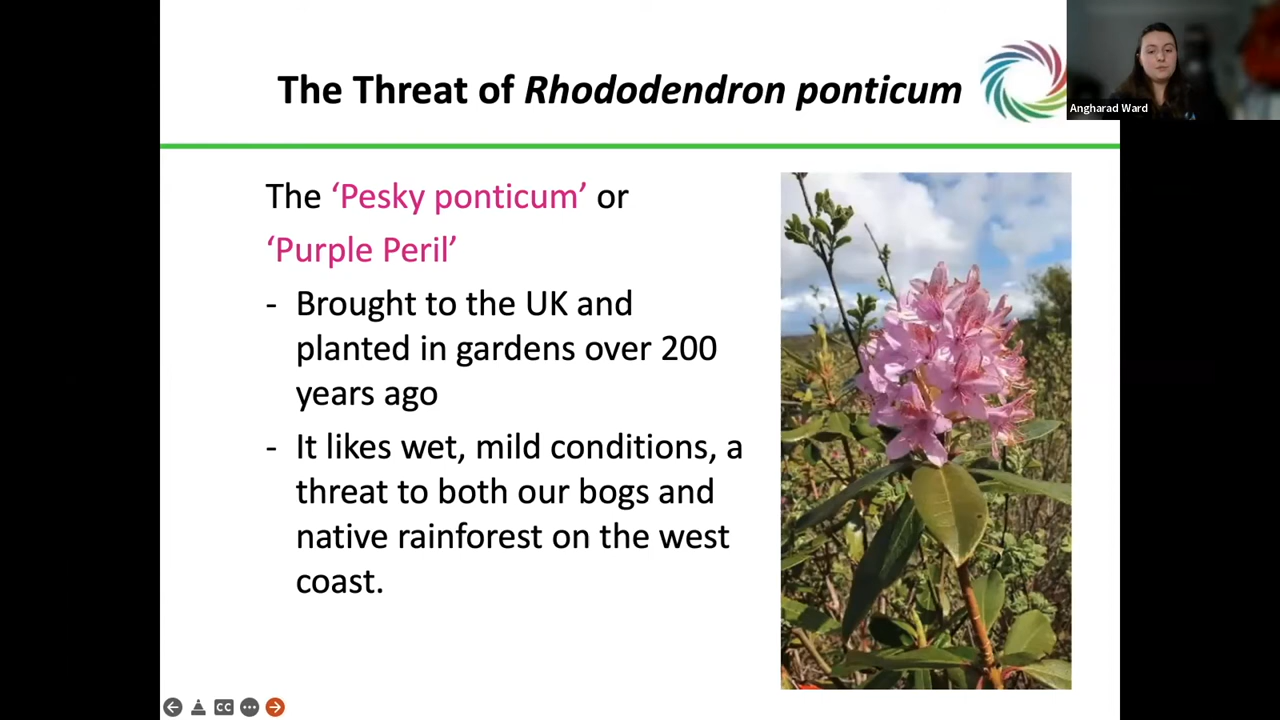 The Threat of Rhododendron ponticum
Angharad Ward
The ‘Pesky ponticum’ or
‘Purple Peril’
- Brought to the UK and
planted in gardens over 200
years ago
- It likes wet, mild conditions, a
threat to both our bogs and
native rainforest on the west
coast.
CC